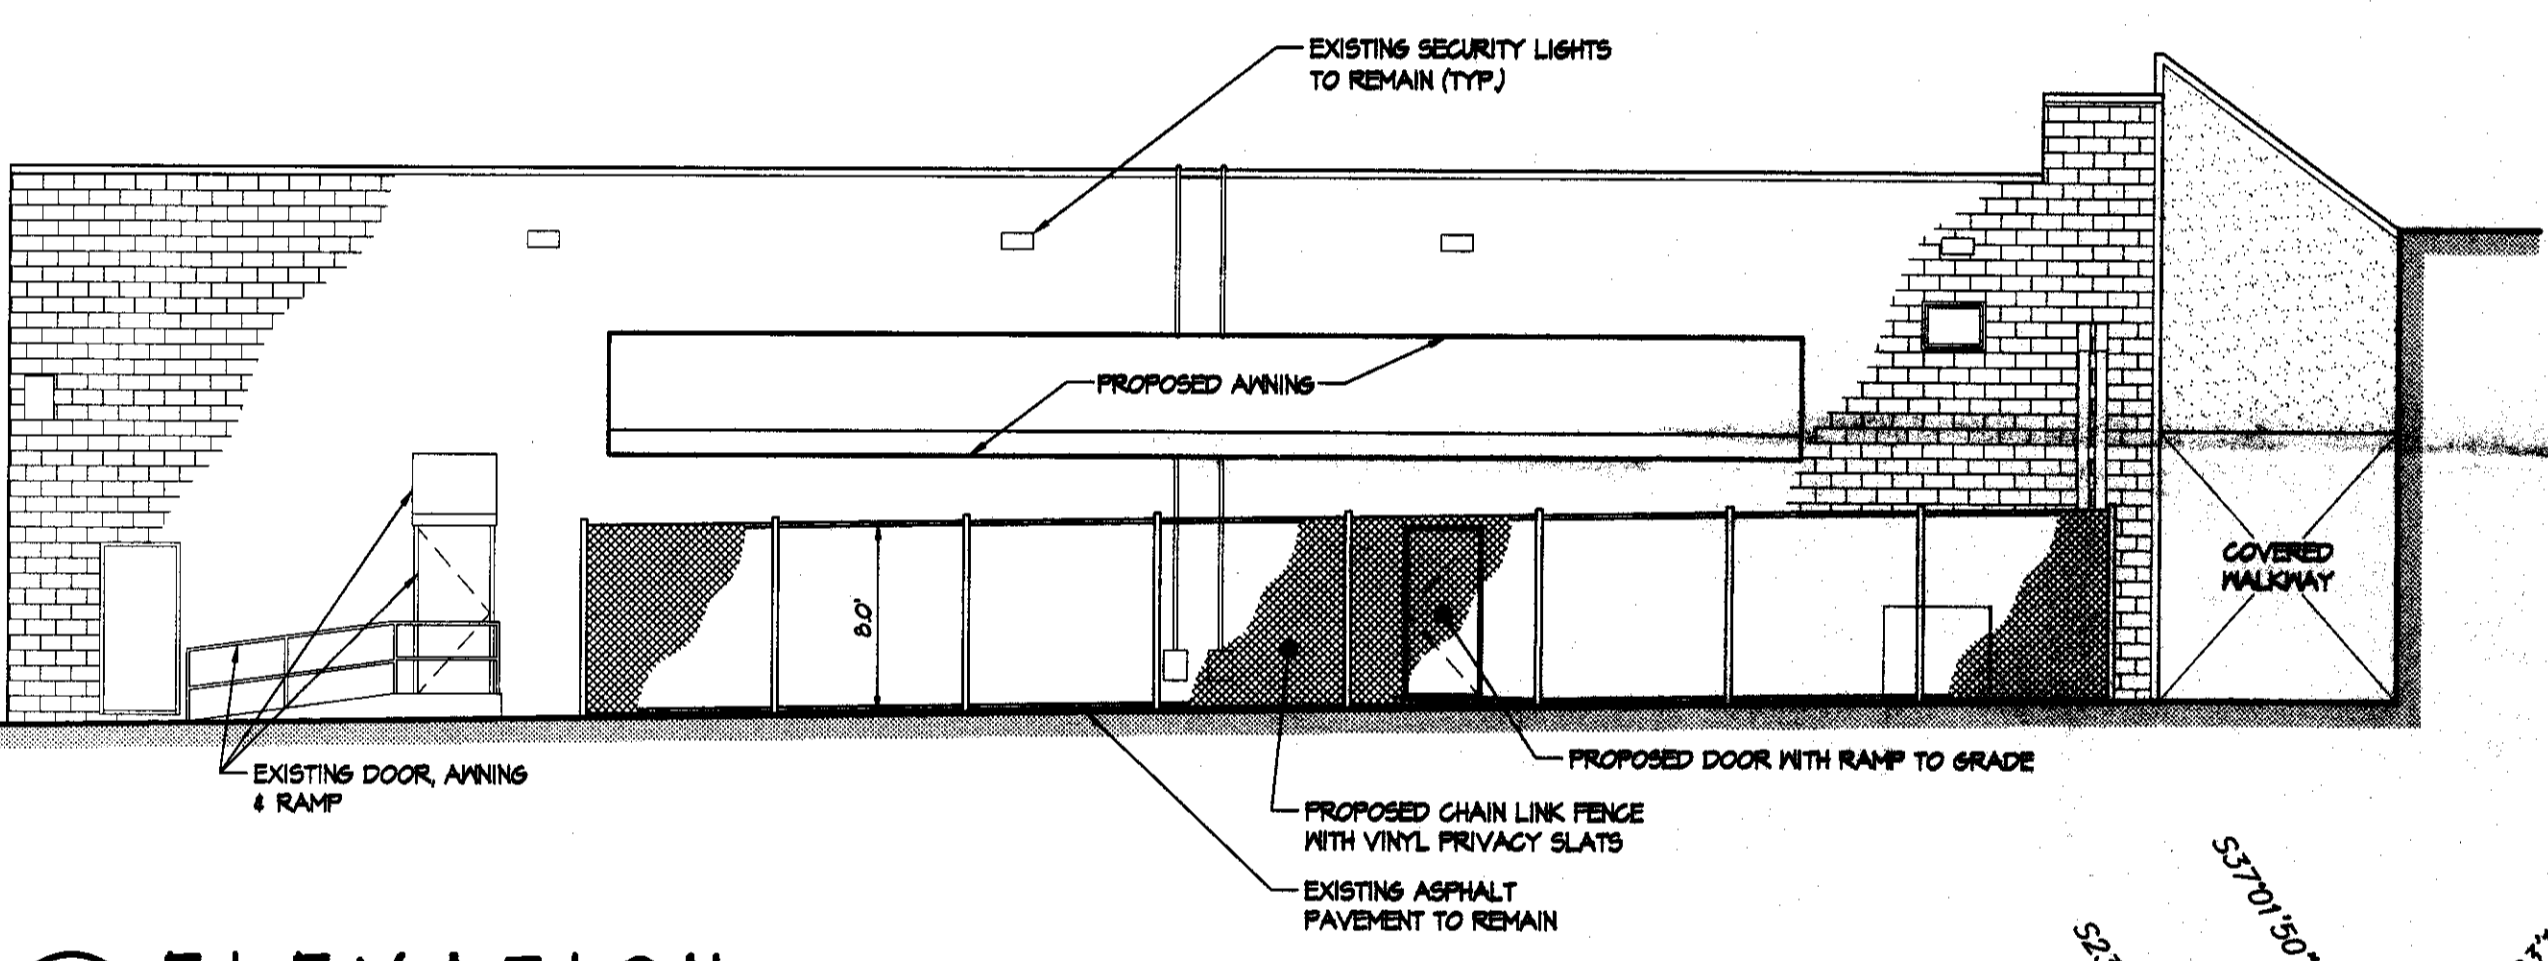 EXISTING SECURITY LIGHTS
TO REMAIN (TYP.)
PROPOSED AWNING
8.0'
COVERED
WALKWAY
EXISTING DOOR, AWNING
& RAMP
PROPOSED DOOR WITH RAMP TO GRADE
PROPOSED CHAIN LINK FENCE
WITH VINYL PRIVACY SLATS
EXISTING ASPHALT
PAVEMENT TO REMAIN
S37°01'50"
ELEVATION